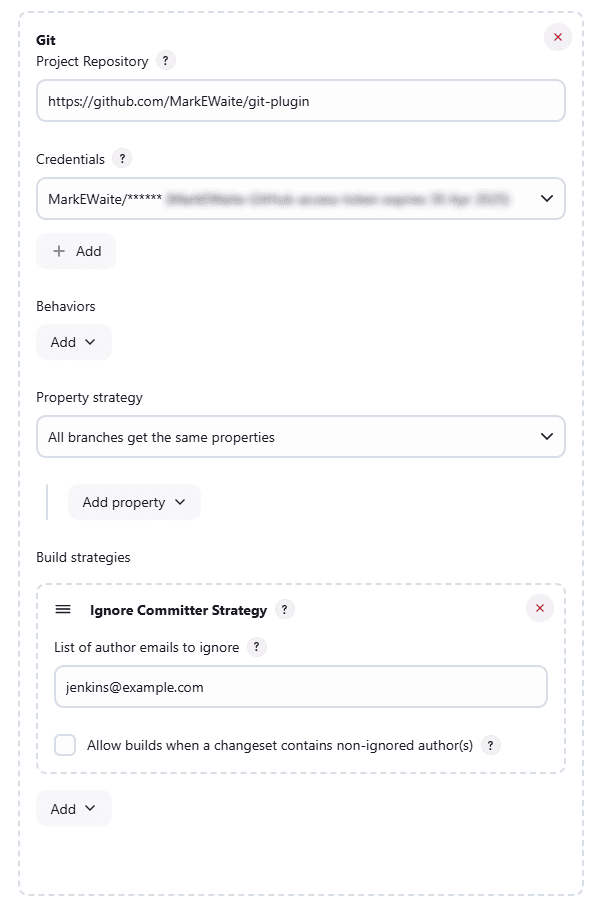 Git
Project Repository ?
https://github.com/MarkEWaite/git-plugin
Credentials ?
MarkEWaite/******
+ Add
Behaviors
Add
Property strategy
All branches get the same properties
Add property
Build strategies
Ignore Committer Strategy ?
List of author emails to ignore ?
jenkins@example.com
Allow builds when a changeset contains non-ignored author(s) ?
Add